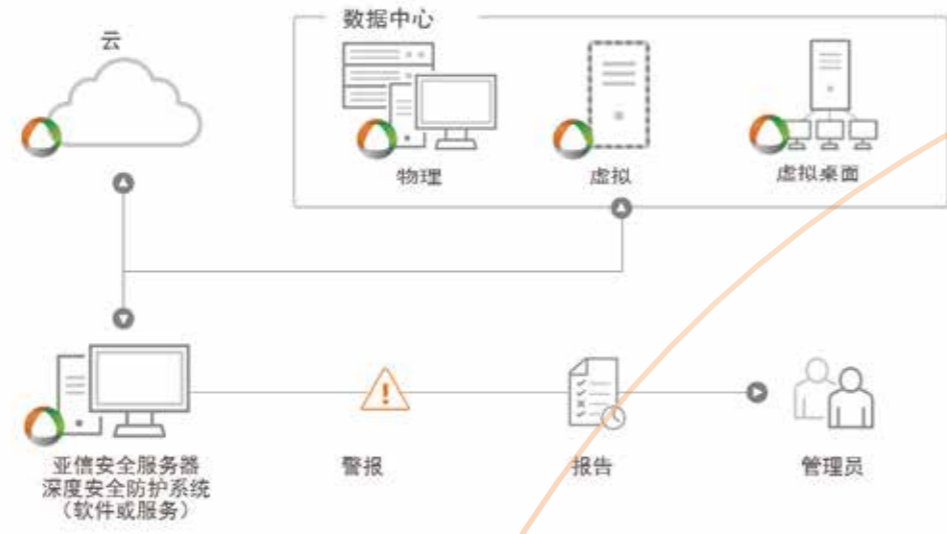 数据中心
云
物理
虚拟
虚拟桌面
亚信安全服务器
深度安全防护系统
（软件或服务）
警报
报告
管理员